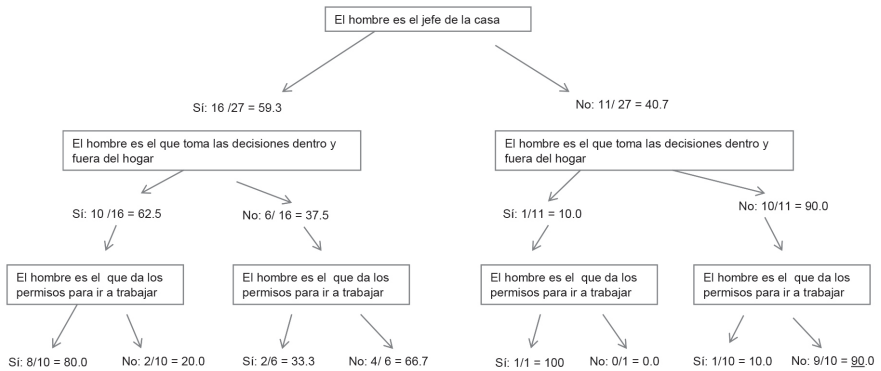 El hombre es el jefe de la casa
Sí: 16 /27 = 59.3
No: 11/ 27 = 40.7
El hombre es el que toma las decisiones dentro y
fuera del hogar
El hombre es el que toma las decisiones dentro y
fuera del hogar
Sí: 10 /16 = 62.5
No: 6/ 16 = 37.5
Sí: 1/11 = 10.0
No: 10/11 = 90.0
El hombre es el que da los
permisos para ir a trabajar
El hombre es el que da los
permisos para ir a trabajar
El hombre es el que da los
permisos para ir a trabajar
El hombre es el que da los
permisos para ir a trabajar
Sí: 8/10 = 80.0
No: 2/10 = 20.0
Sí: 2/6 = 33.3
No: 4/ 6 = 66.7
Sí: 1/1 = 100
No: 0/1 = 0.0
Sí: 1/10 = 10.0
No: 9/10 = 90.0